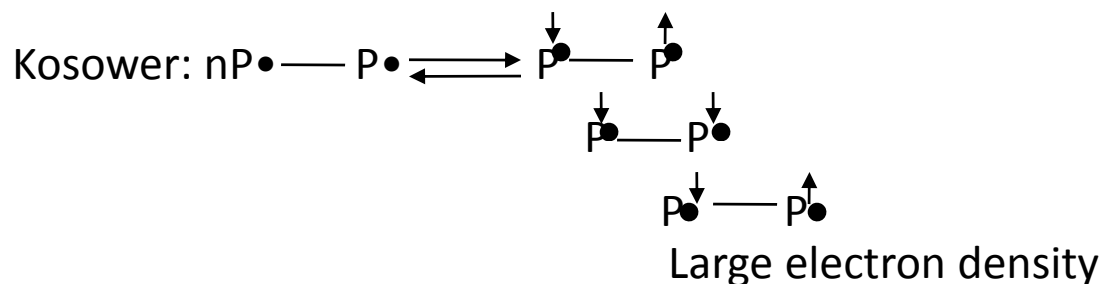 Kosower: nP• — P• ⇌ P• — P•
P• — P•
P• — P•
Large electron density